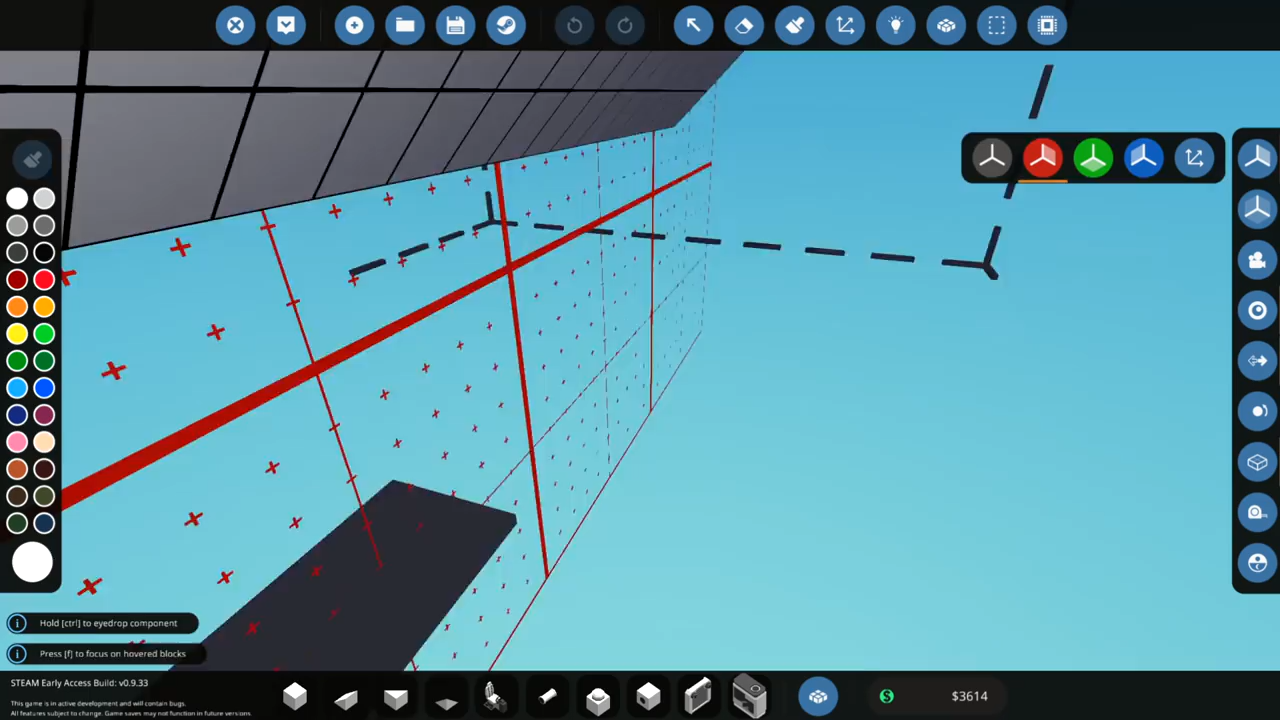 Hold [ctrl] to eyedrop component
Press [f] to focus on hovered blocks
STEAM Early Access Build: v0.9.33
This game is in active development and will contain bugs.
All features subject to change. Game saves may not function in future versions
$3614